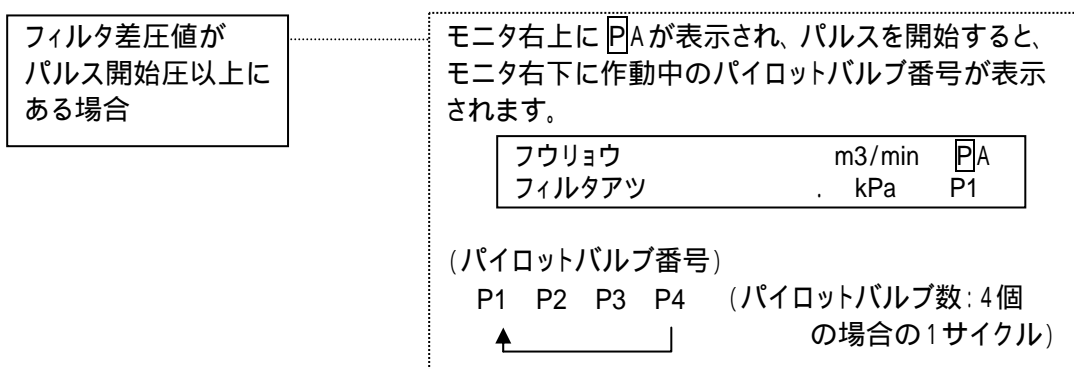 フィルタ差圧値が
パルス開始圧以上に
ある場合
モニタ右上に PA が表示され、パルスを開始すると、
モニタ右下に作動中のパイロットバルブ番号が表示
されます。
フウリョウ m3/min PA
フィルタアツ . kPa P1
(パイロットバルブ番号)
P1 P2 P3 P4 (パイロットバルブ数:4個
の場合の1サイクル)